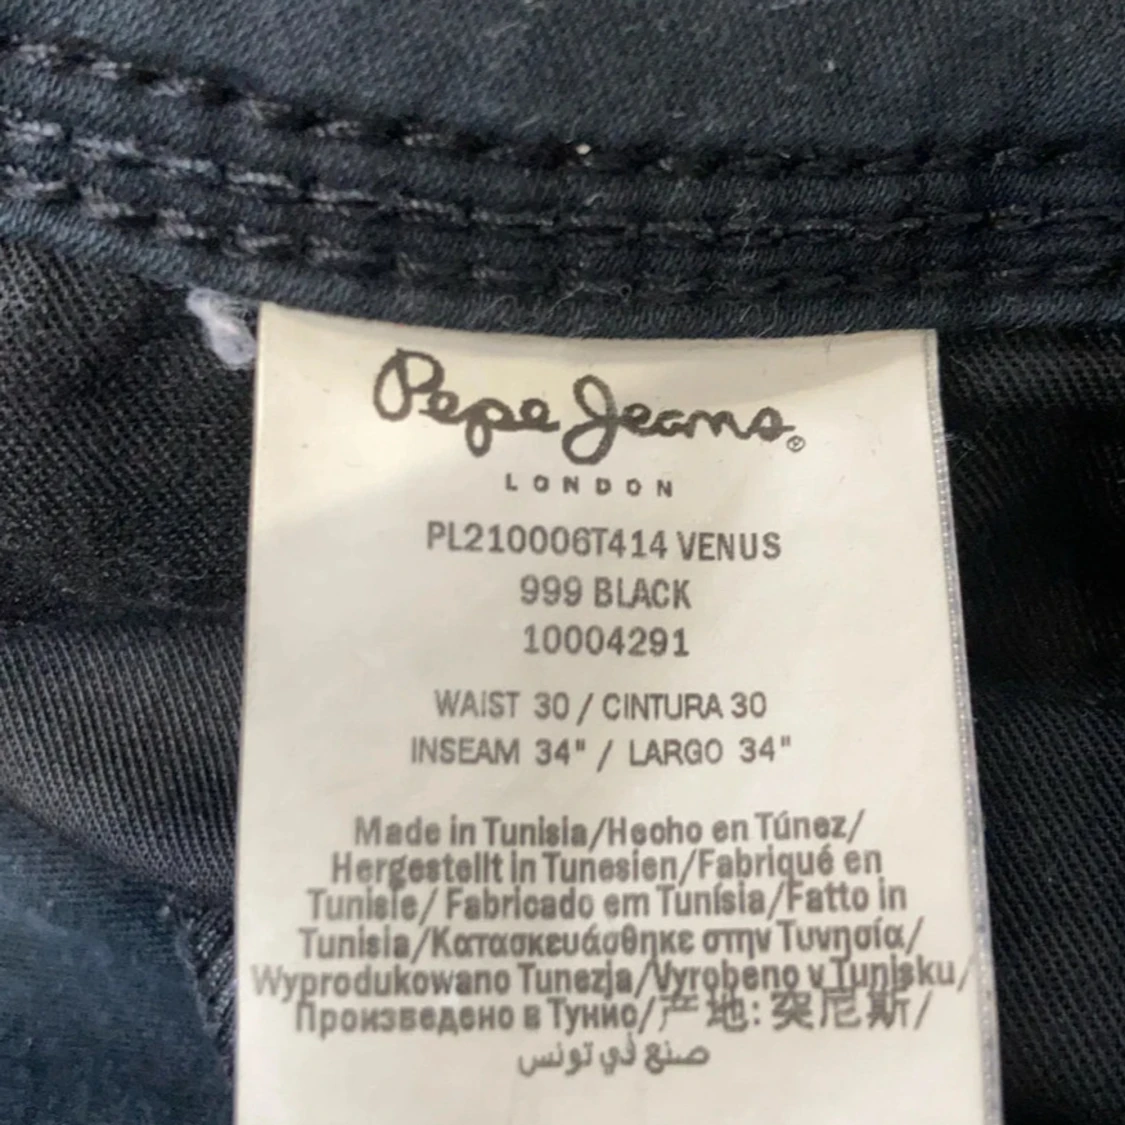 Pepe Jeans®
LONDON
PL210006T414 VENUS
999 BLACK
10004291
WAIST 30 / CINTURA 30
INSEAM 34" / LARGO 34"
Made in Tunisia/Hecho en Túnez/
Hergestellt in Tunesien/Fabriqué en
Tunisie/ Fabricado em Tunísia/Fatto in
Tunisia/Κατασκευάσθηκε στην Τυνησία/
Wyprodukowano Tunezja/Vyrobeno v Tunisku/
Произведено в Тунис/产地: 突尼斯/
صنع في تونس